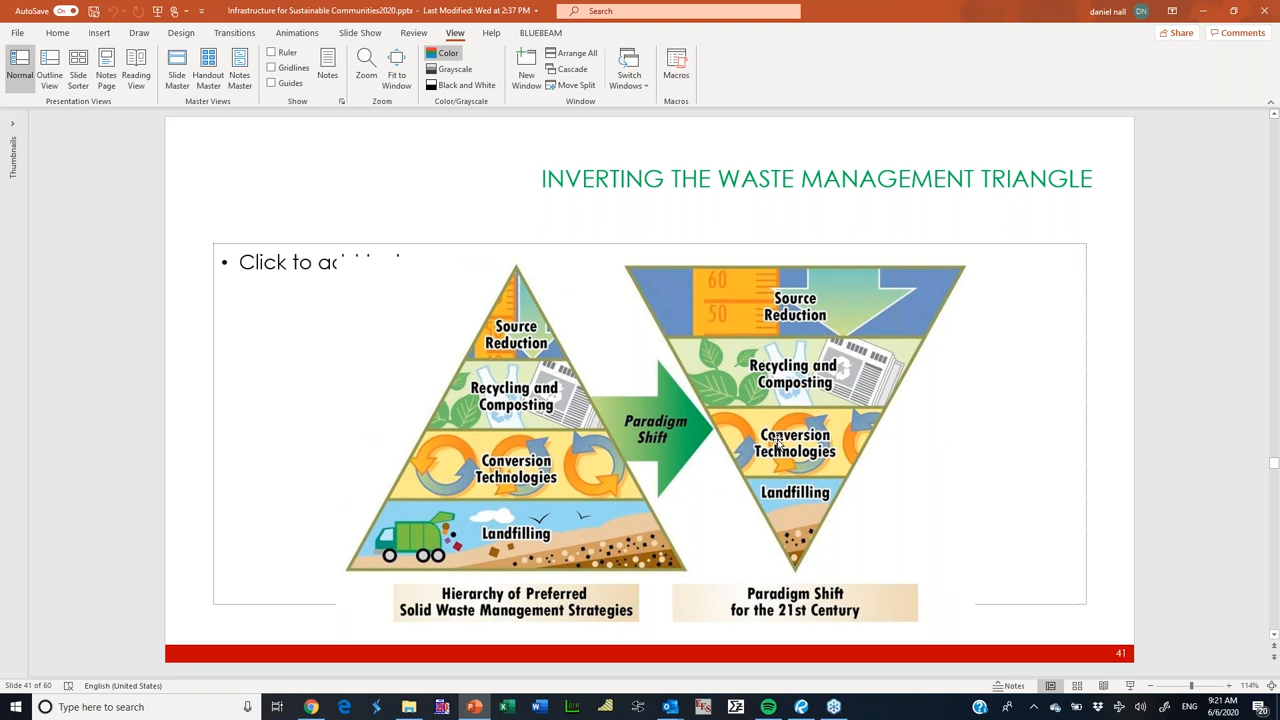 AutoSave On
Infrastructure for Sustainable Communities2020.pptx - Last Modified: Wed at 2:37 PM
Search
daniel nall DN
File Home Insert Draw Design Transitions Animations Slide Show Review View Help BLUEBEAM
Share Comments
Normal Outline View Slide Sorter Notes Page Reading View
Presentation Views
Slide Master Handout Master Notes Master
Master Views
Ruler
Gridlines
Guides
Notes
Show
Zoom Fit to Window
Zoom
Color
Grayscale
Black and White
Color/Grayscale
New Window
Arrange All
Cascade
Move Split
Switch Windows
Window
Macros
Macros
Thumbnails
INVERTING THE WASTE MANAGEMENT TRIANGLE
• Click to
Source
Reduction
Recycling and
Composting
Conversion
Technologies
Landfilling
Paradigm
Shift
60
50
Source
Reduction
Recycling and
Composting
Conversion
Technologies
Landfilling
Hierarchy of Preferred
Solid Waste Management Strategies
Paradigm Shift
for the 21st Century
41
Slide 41 of 60 English (United States)
Notes
114%
Type here to search
9:21 AM
6/6/2020
20